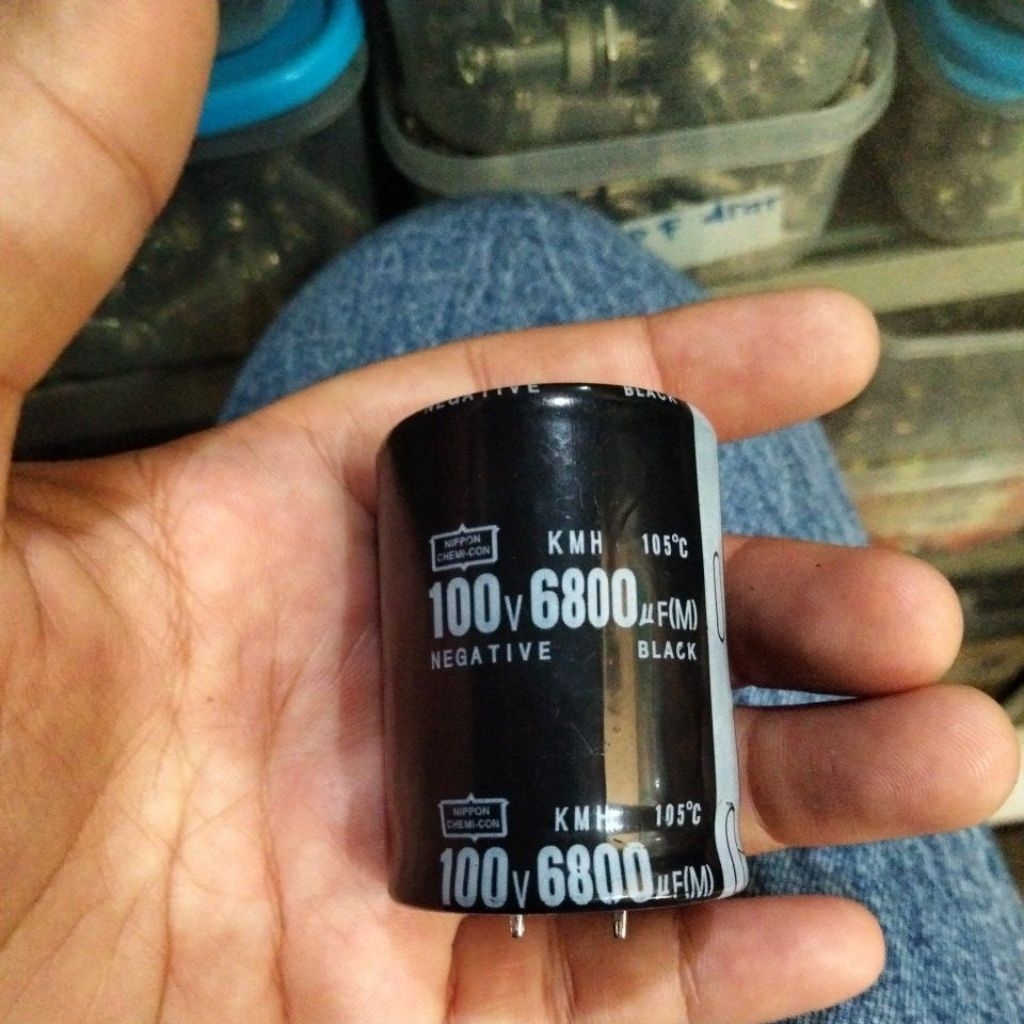 NEGATIVE BLACK
NIPPON
CHEMI-CON
KMH 105°C
100V 6800µF(M)
NEGATIVE BLACK
NIPPON
CHEMI-CON
KMH 105°C
100V 6800µF(M)